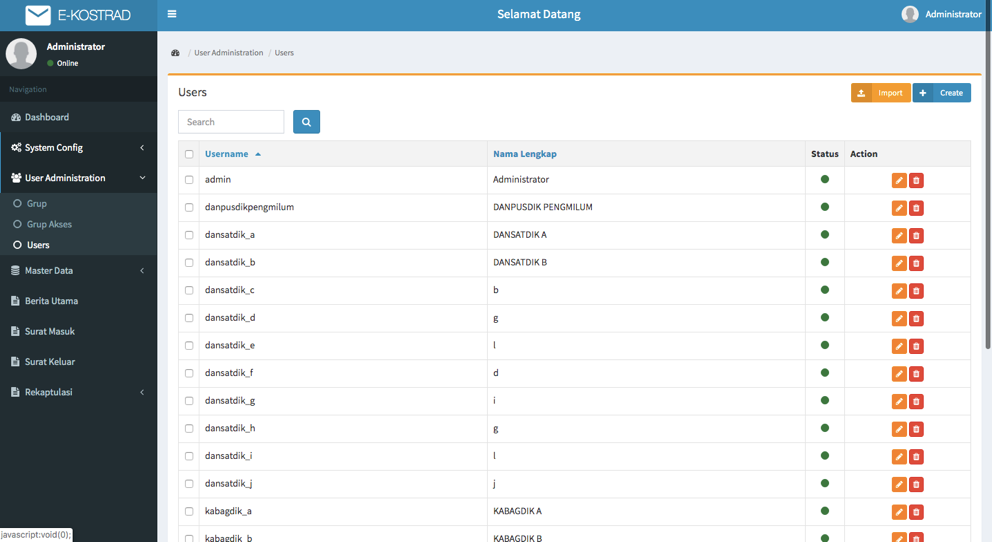 E-KOSTRAD
Selamat Datang
Administrator
Administrator
Online
Navigation
Dashboard
System Config
User Administration
Grup
Grup Akses
Users
Master Data
Berita Utama
Surat Masuk
Surat Keluar
Rekaptulasi
javascript:void(0);
/ User Administration / Users
Users
Import
Create
Search
Username Nama Lengkap Status Action
admin Administrator
danpusdikpengmilum DANPUSDIK PENGMILUM
dansatdik_a DANSATDIK A
dansatdik_b DANSATDIK B
dansatdik_c b
dansatdik_d g
dansatdik_e l
dansatdik_f d
dansatdik_g i
dansatdik_h g
dansatdik_i l
dansatdik_j j
kabagdik_a KABAGDIK A
kabagdik_b KABAGDIK B